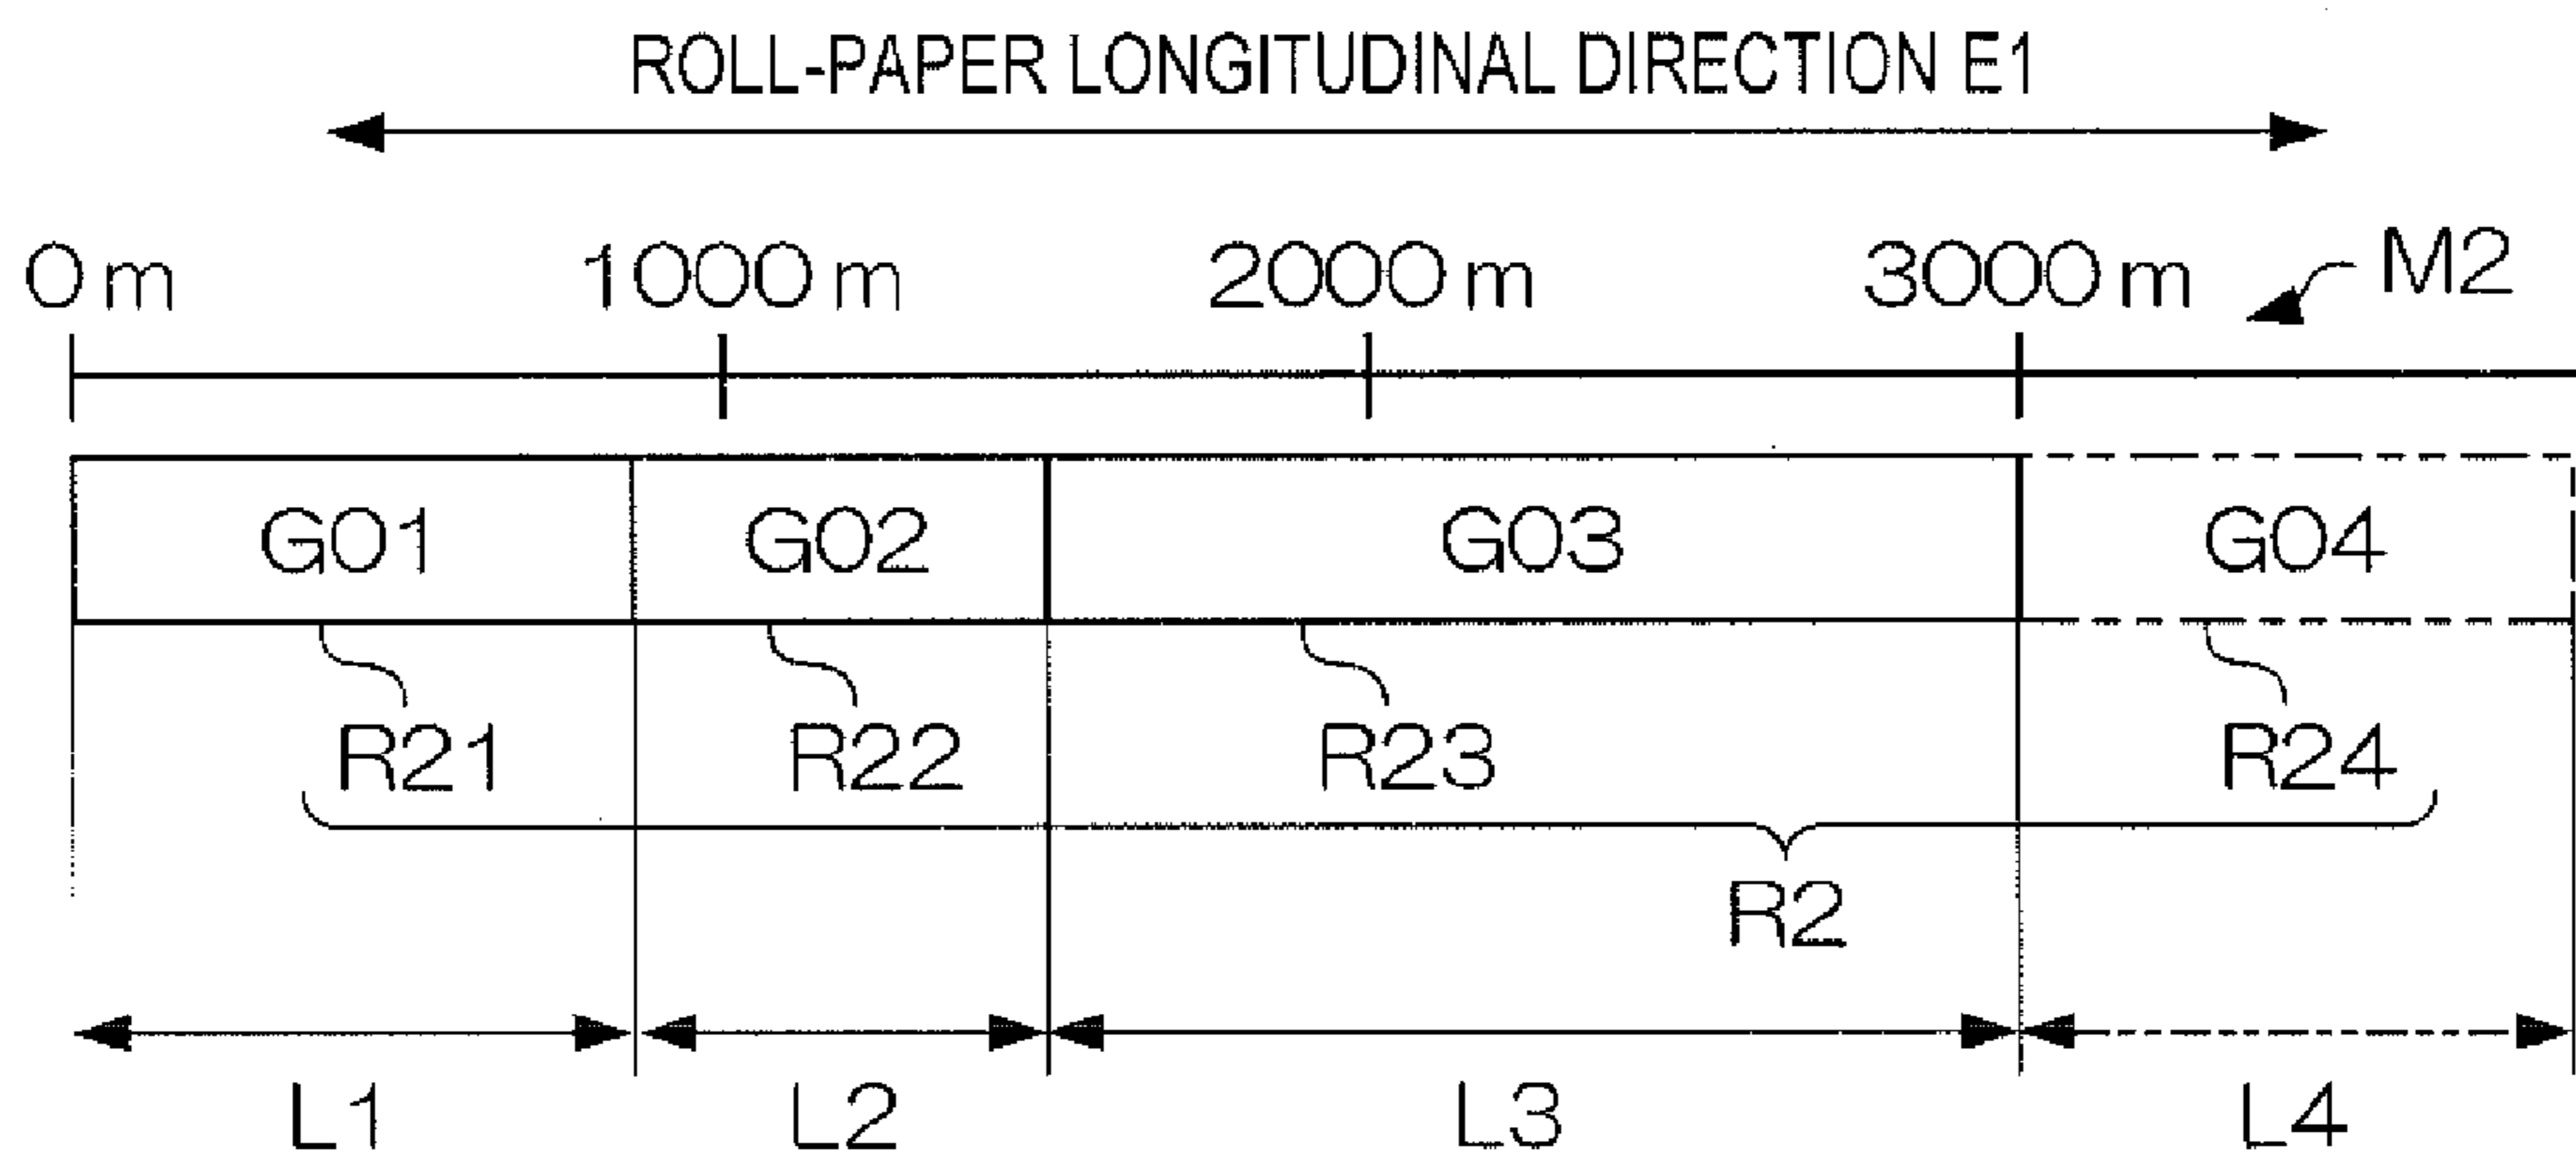 ROLL-PAPER LONGITUDINAL DIRECTION E1
0 m 1000 m 2000 m 3000 m M2
G01 G02 G03 G04
R21 R22 R23 R24
R2
L1 L2 L3 L4